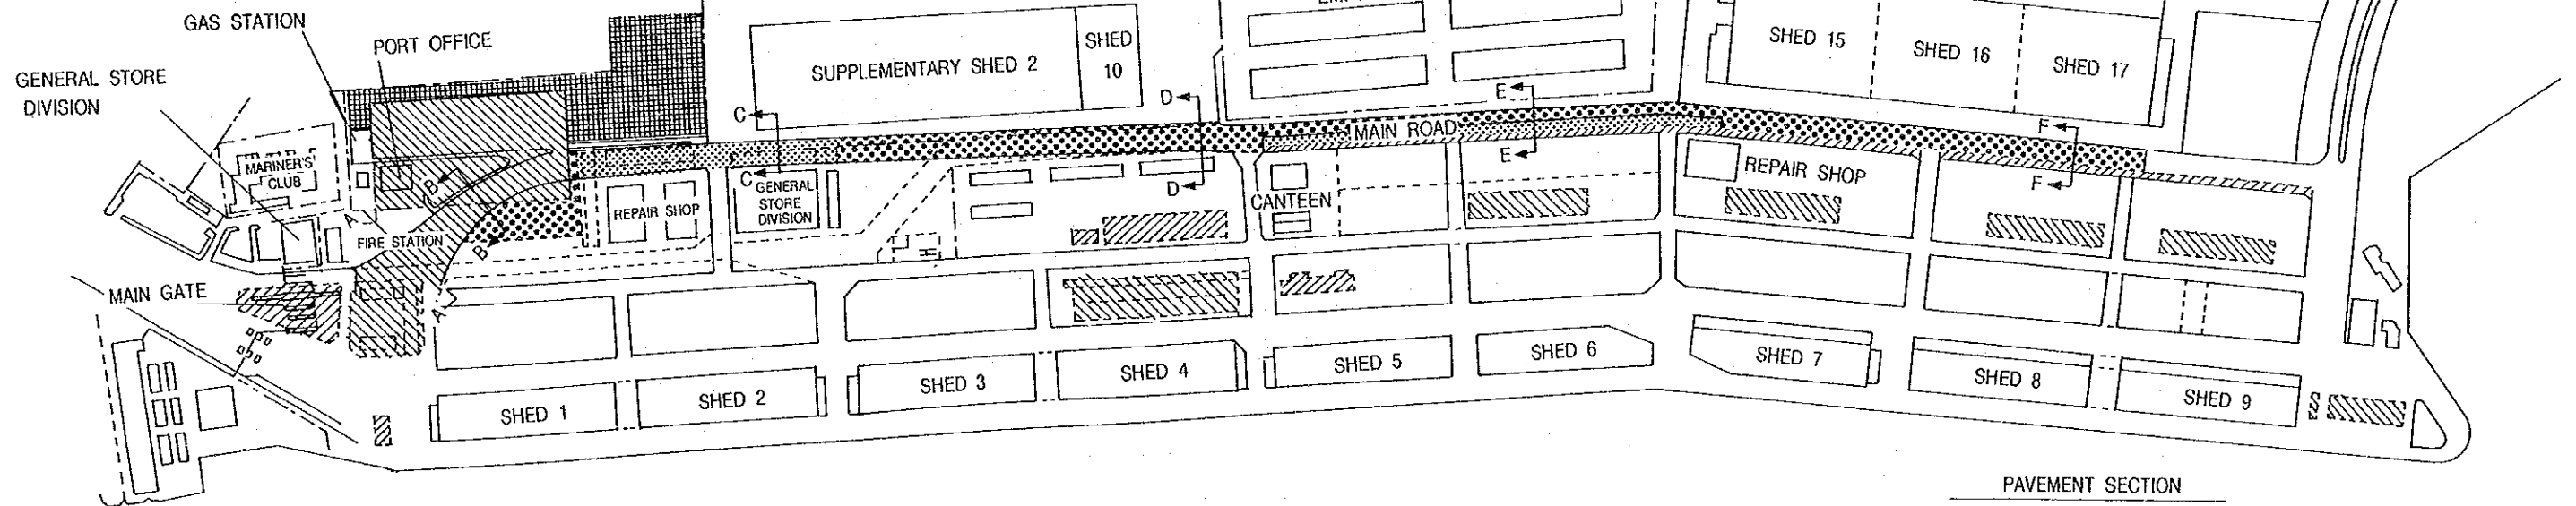 GAS STATION
PORT OFFICE
GENERAL STORE
DIVISION
SUPPLEMENTARY SHED 2
SHED
10
SHED 15
SHED 16
SHED 17
C
D
E
MAIN ROAD
F
MARINER'S'
CLUB
B
C
GENERAL
STORE
DIVISION
D
E
REPAIR SHOP
F
A
REPAIR SHOP
CANTEEN
FIRE STATION
B
MAIN GATE
A
SHED 1
SHED 2
SHED 3
SHED 4
SHED 5
SHED 6
SHED 7
SHED 8
SHED 9
PAVEMENT SECTION